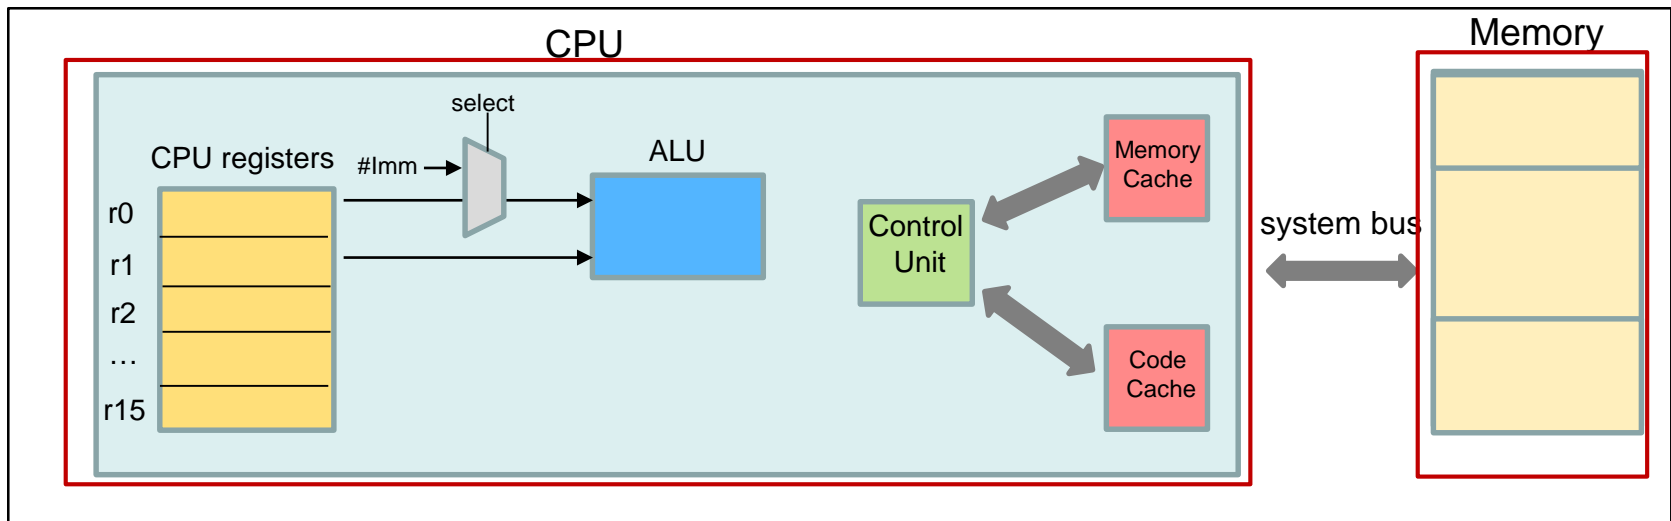 CPU
Memory
select
CPU registers
#Imm
ALU
r0
r1
r2
...
r15
Control
Unit
Memory
Cache
Code
Cache
system bus